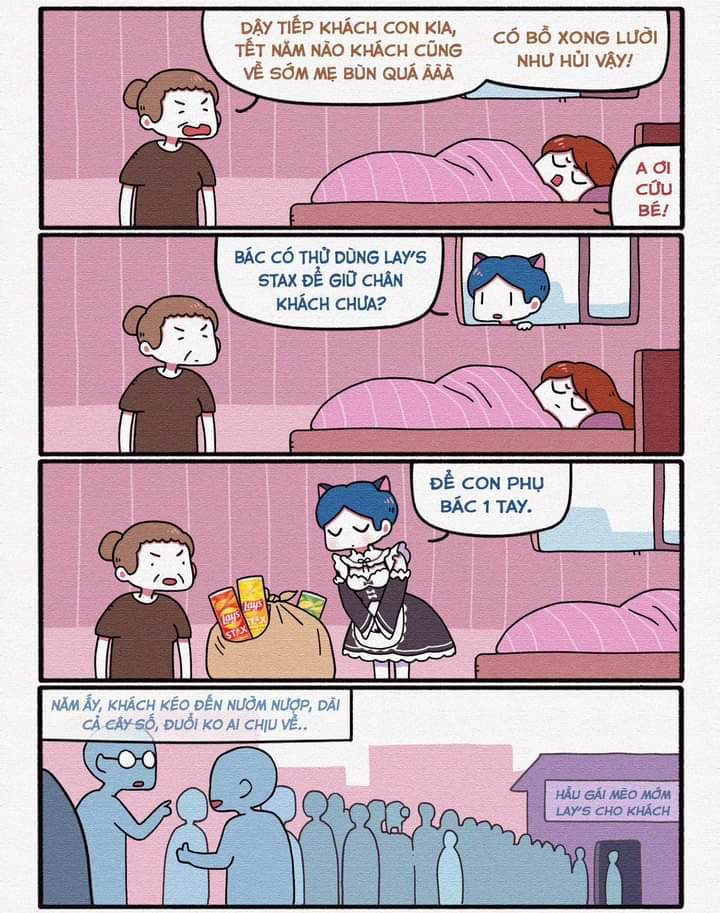 DẬY TIẾP KHÁCH CON KIA,
TẾT NĂM NÀO KHÁCH CŨNG
VỀ SỚM MẸ BÙN QUÁ ÀÀÀ
CÓ BỒ XONG LƯỜI
NHƯ HỦI VẬY!
A ƠI
CỨU
BÉ!
BÁC CÓ THỬ DÙNG LAY'S
STAX ĐỂ GIỮ CHÂN
KHÁCH CHƯA?
ĐỂ CON PHỤ
BÁC 1 TAY.
Lay's
STAX
Lay's
STAX
NĂM ẤY, KHÁCH KÉO ĐẾN NƯỜM NƯỢP, DÀI
CẢ CÂY SỐ, ĐUỔI KO AI CHỊU VỀ..
HẦU GÁI MÈO MỚM
LAY'S CHO KHÁCH